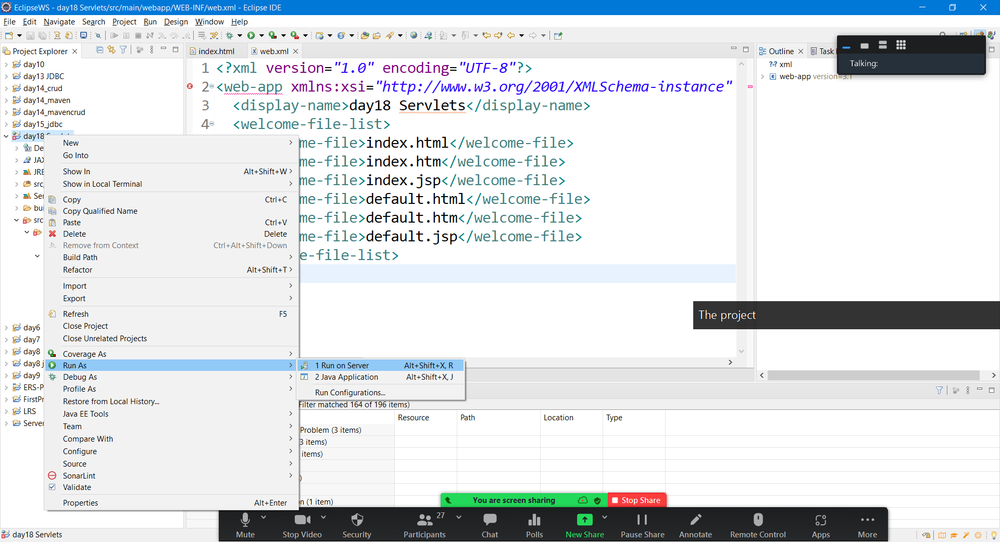 EclipseWS - day18 Servlets/src/main/webapp/WEB-INF/web.xml - Eclipse IDE
File Edit Navigate Search Project Run Design Window Help
Project Explorer
index.html
web.xml
Outline
Task
Talking:
day10
day13 JDBC
day14_crud
day14_maven
day14_mavencrud
day15_jdbc
day18 Servlets
De
JAX
JRE
src
Ser
bui
src
day6
day7
day8
day8 j
day9
ERS-P
FirstPr
LRS
Server
New
Go Into
Show In Alt+Shift+W
Show in Local Terminal
Copy Ctrl+C
Copy Qualified Name
Paste Ctrl+V
Delete Delete
Remove from Context Ctrl+Alt+Shift+Down
Build Path
Refactor Alt+Shift+T
Import
Export
Refresh F5
Close Project
Close Unrelated Projects
Coverage As
Run As
Debug As
Profile As
Restore from Local History...
Java EE Tools
Team
Compare With
Configure
Source
SonarLint
Validate
Properties Alt+Enter
1 Run on Server Alt+Shift+X, R
2 Java Application Alt+Shift+X, J
Run Configurations...
1 <?xml version="1.0" encoding="UTF-8"?>
2 <web-app xmlns:xsi="http://www.w3.org/2001/XMLSchema-instance"
3 <display-name>day18 Servlets</display-name>
4 <welcome-file-list>
me-file>index.html</welcome-file>
me-file>index.htm</welcome-file>
me-file>index.jsp</welcome-file>
me-file>default.html</welcome-file>
me-file>default.htm</welcome-file>
me-file>default.jsp</welcome-file>
e-file-list>
xml
web-app version=3.1
The project
Filter matched 164 of 196 items)
Resource Path Location Type
Problem (3 items)
3 items)
items)
n (1 item)
You are screen sharing
Stop Share
27
Mute
Stop Video
Security
Participants
Chat
Polls
New Share
Pause Share
Annotate
Remote Control
Apps
More
day18 Servlets